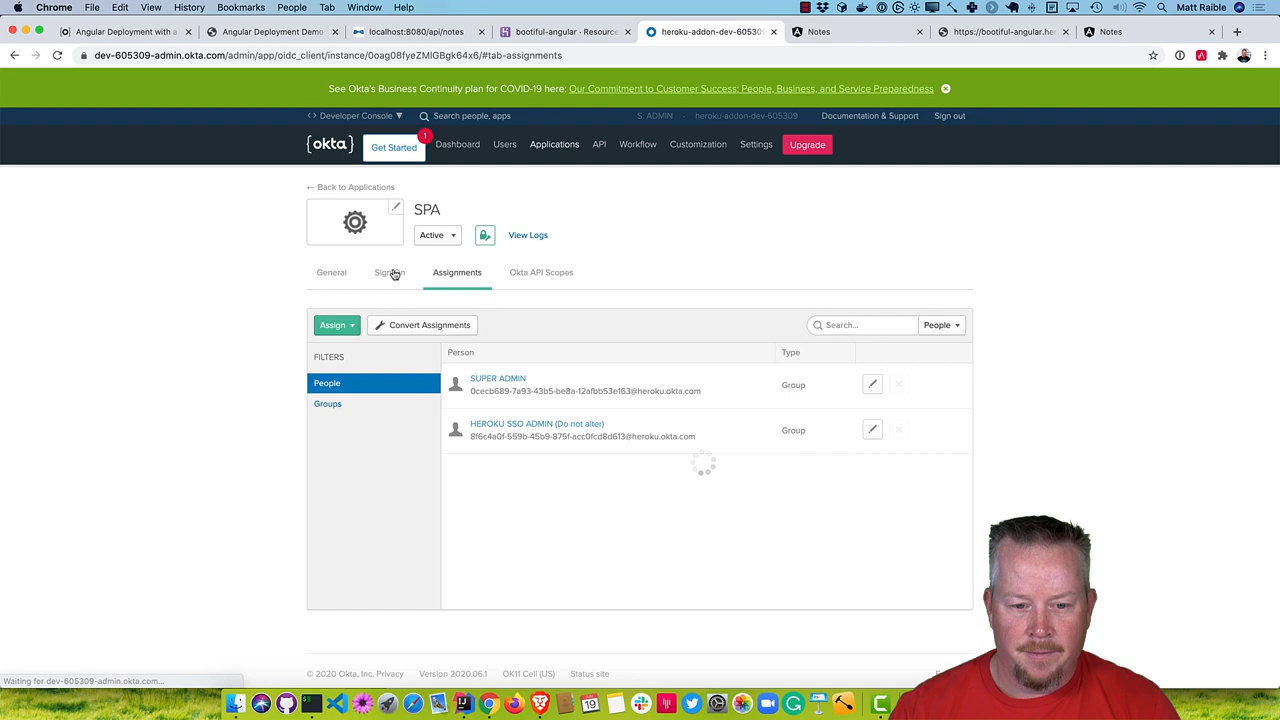 Chrome File Edit View History Bookmarks People Tab Window Help Matt Raible
Angular Deployment with a
Angular Deployment Demo
localhost:8080/api/notes
bootiful-angular - Resource
heroku-addon-dev-605309
Notes
https://bootiful-angular.he
Notes
dev-605309-admin.okta.com/admin/app/oidc_client/instance/0oag08fyeZMIGBgk64x6/#tab-assignments
See Okta's Business Continuity plan for COVID-19 here: Our Commitment to Customer Success: People, Business, and Service Preparedness
<> Developer Console Search people, apps S. ADMIN heroku-addon-dev-605309 Documentation & Support Sign out
okta Get Started 1 Dashboard Users Applications API Workflow Customization Settings Upgrade
← Back to Applications
SPA
Active View Logs
General Sign On Assignments Okta API Scopes
Assign Convert Assignments Search... People
FILTERS Person Type
People
Groups
SUPER ADMIN
0cecb689-7a93-43b5-be8a-12afbb53e163@heroku.okta.com
Group
HEROKU SSO ADMIN (Do not alter)
8f6c4a0f-559b-45b9-875f-acc0fcd8d613@heroku.okta.com
Group
© 2020 Okta, Inc. Privacy Version 2020.06.1 OK11 Cell (US) Status site
Waiting for dev-605309-admin.okta.com...
19